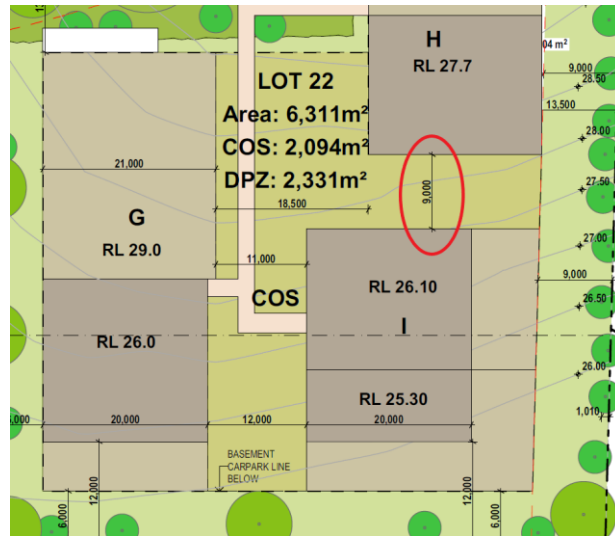 H
RL 27.7
04 m²
9,000
28.50
13,500
LOT 22
Area: 6,311m²
COS: 2,094m²
DPZ: 2,331m²
28.00
21,000
9,000
27.50
18,500
G
RL 29.0
27.00
11,000
9,000
RL 26.10
COS
26.50
I
RL 26.0
26.00
RL 25.30
20,000
12,000
20,000
1,010
BASEMENT
CARPARK LINE
BELOW
12,000
12,000
6,000
6,000